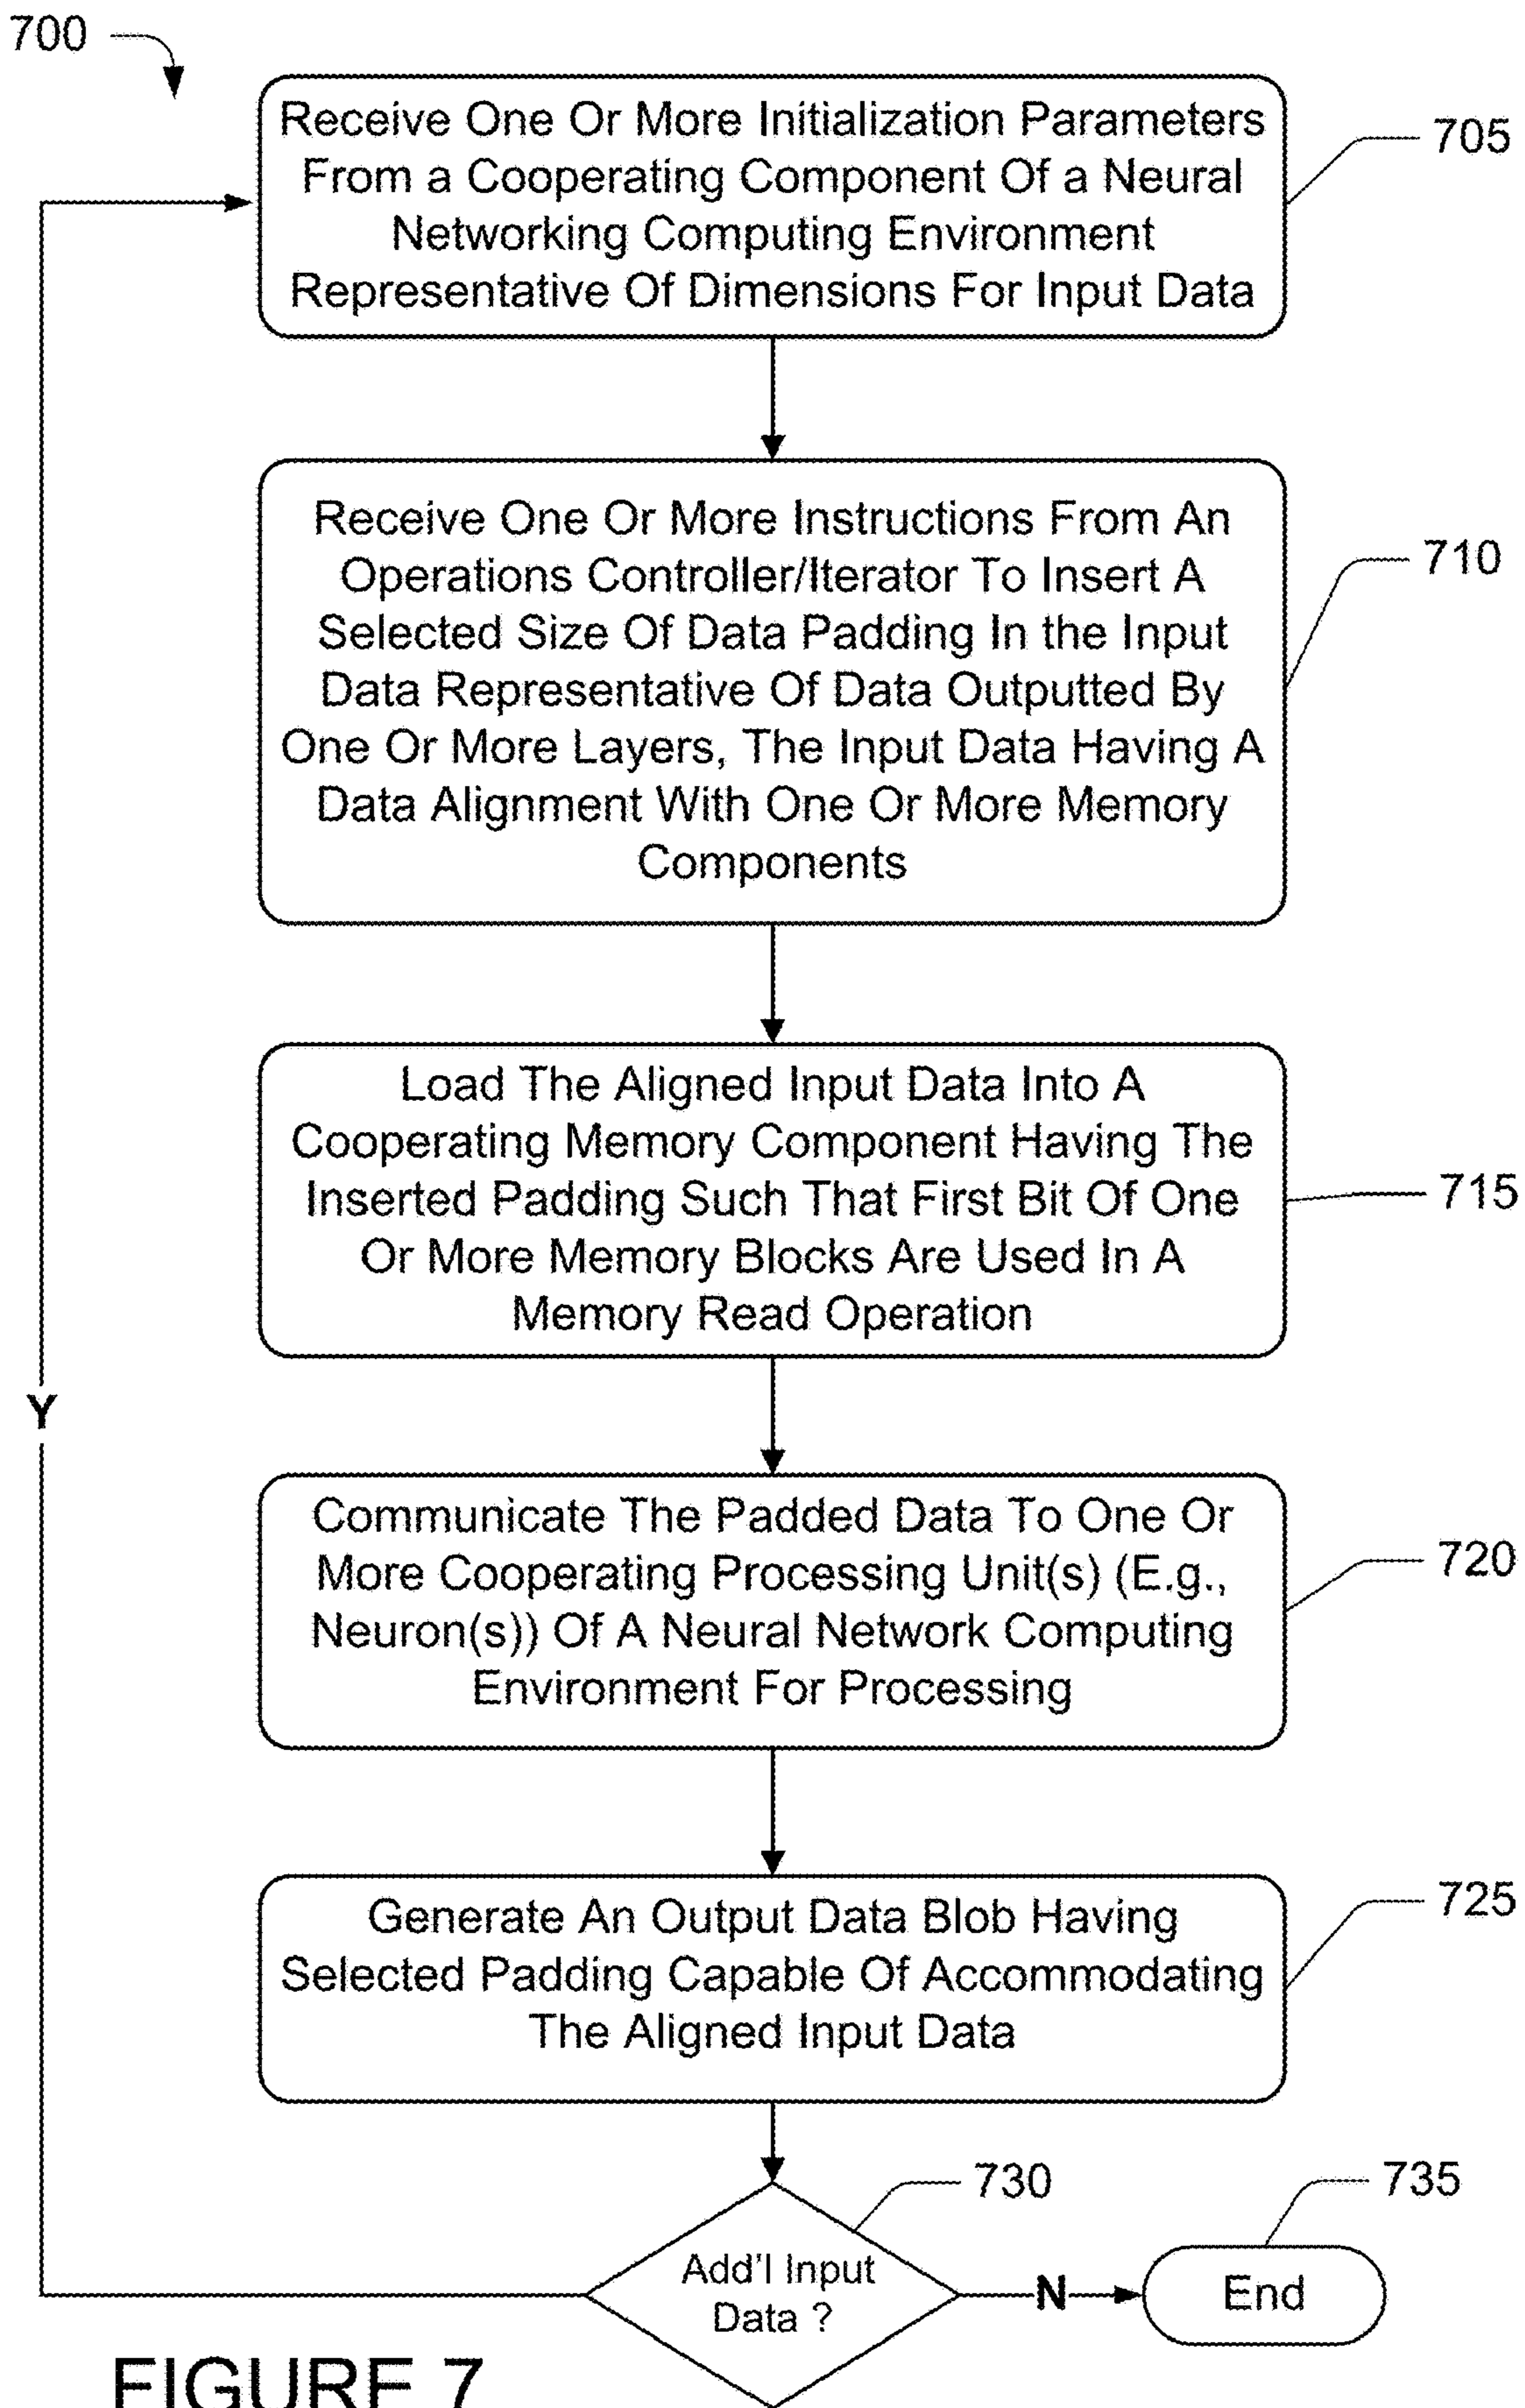 700
Receive One Or More Initialization Parameters
From a Cooperating Component Of a Neural
Networking Computing Environment
Representative Of Dimensions For Input Data
705
Receive One Or More Instructions From An
Operations Controller/Iterator To Insert A
Selected Size Of Data Padding In the Input
Data Representative Of Data Outputted By
One Or More Layers, The Input Data Having A
Data Alignment With One Or More Memory
Components
710
Load The Aligned Input Data Into A
Cooperating Memory Component Having The
Inserted Padding Such That First Bit Of One
Or More Memory Blocks Are Used In A
Memory Read Operation
715
Y
Communicate The Padded Data To One Or
More Cooperating Processing Unit(s) (E.g.,
Neuron(s)) Of A Neural Network Computing
Environment For Processing
720
Generate An Output Data Blob Having
Selected Padding Capable Of Accommodating
The Aligned Input Data
725
Add'l Input
Data ?
730
N
End
735
FIGURE 7